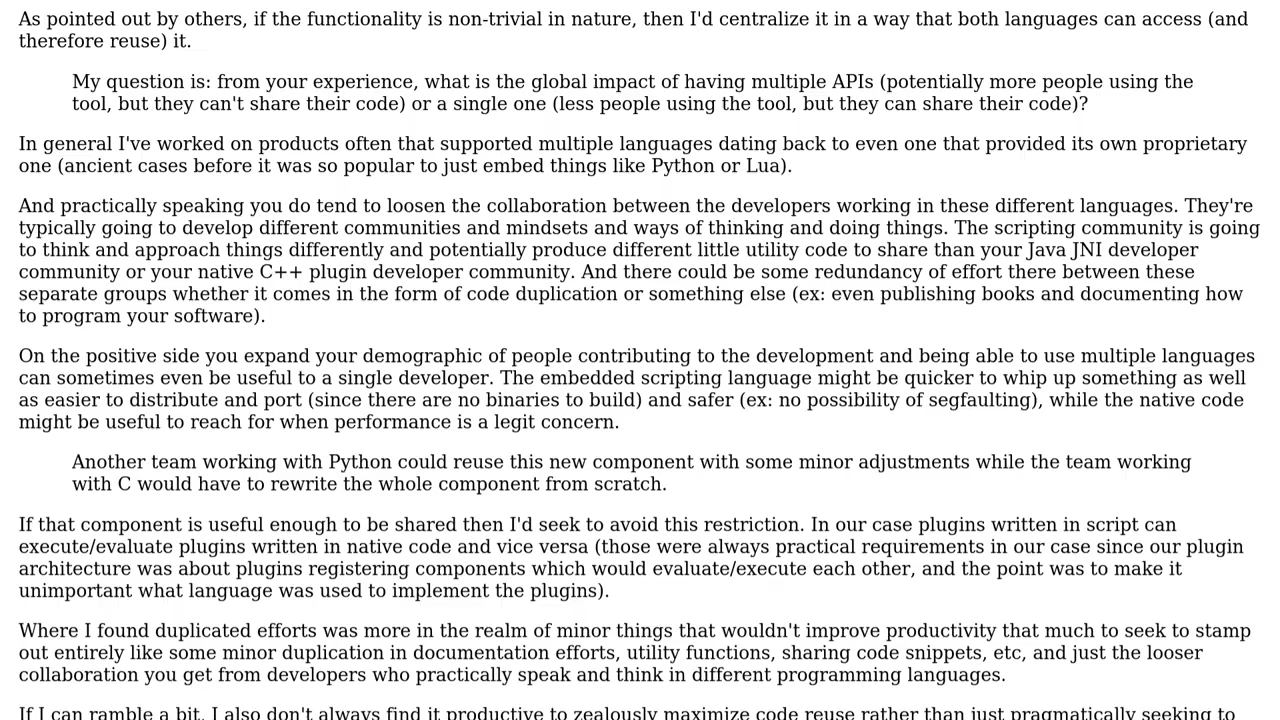 As pointed out by others, if the functionality is non-trivial in nature, then I'd centralize it in a way that both languages can access (and
therefore reuse) it.
My question is: from your experience, what is the global impact of having multiple APIs (potentially more people using the
tool, but they can't share their code) or a single one (less people using the tool, but they can share their code)?
In general I've worked on products often that supported multiple languages dating back to even one that provided its own proprietary
one (ancient cases before it was so popular to just embed things like Python or Lua).
And practically speaking you do tend to loosen the collaboration between the developers working in these different languages. They're
typically going to develop different communities and mindsets and ways of thinking and doing things. The scripting community is going
to think and approach things differently and potentially produce different little utility code to share than your Java JNI developer
community or your native C++ plugin developer community. And there could be some redundancy of effort there between these
separate groups whether it comes in the form of code duplication or something else (ex: even publishing books and documenting how
to program your software).
On the positive side you expand your demographic of people contributing to the development and being able to use multiple languages
can sometimes even be useful to a single developer. The embedded scripting language might be quicker to whip up something as well
as easier to distribute and port (since there are no binaries to build) and safer (ex: no possibility of segfaulting), while the native code
might be useful to reach for when performance is a legit concern.
Another team working with Python could reuse this new component with some minor adjustments while the team working
with C would have to rewrite the whole component from scratch.
If that component is useful enough to be shared then I'd seek to avoid this restriction. In our case plugins written in script can
execute/evaluate plugins written in native code and vice versa (those were always practical requirements in our case since our plugin
architecture was about plugins registering components which would evaluate/execute each other, and the point was to make it
unimportant what language was used to implement the plugins).
Where I found duplicated efforts was more in the realm of minor things that wouldn't improve productivity that much to seek to stamp
out entirely like some minor duplication in documentation efforts, utility functions, sharing code snippets, etc, and just the looser
collaboration you get from developers who practically speak and think in different programming languages.
If I can ramble a bit, I also don't always find it productive to zealously maximize code reuse rather than just pragmatically seeking to